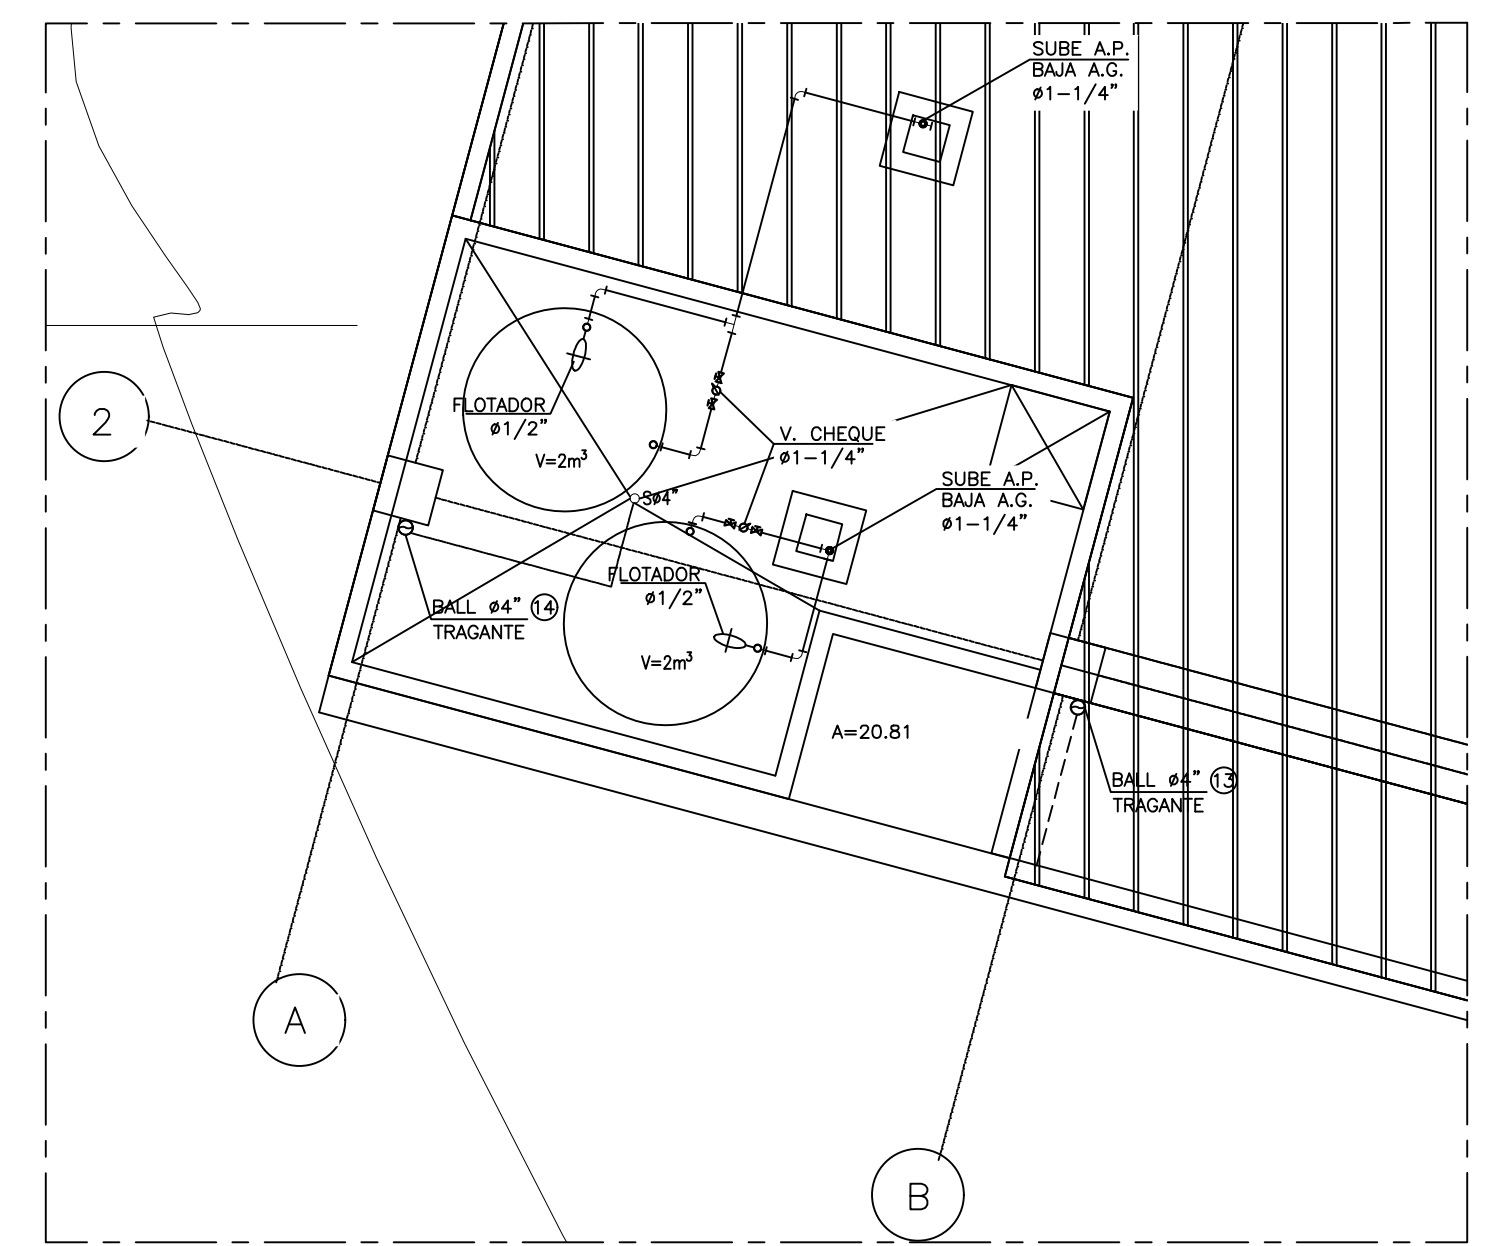 SUBE A.P.
BAJA A.G.
ø1-1/4"
FLOTADOR
ø1/2"
V=2m³
2
V. CHEQUE
ø1-1/4"
SUBE A.P.
BAJA A.G.
ø1-1/4"
Sø4"
FLOTADOR
ø1/2"
V=2m³
BALL ø4" 14
TRAGANTE
A=20.81
BALL ø4" 13
TRAGANTE
A
B